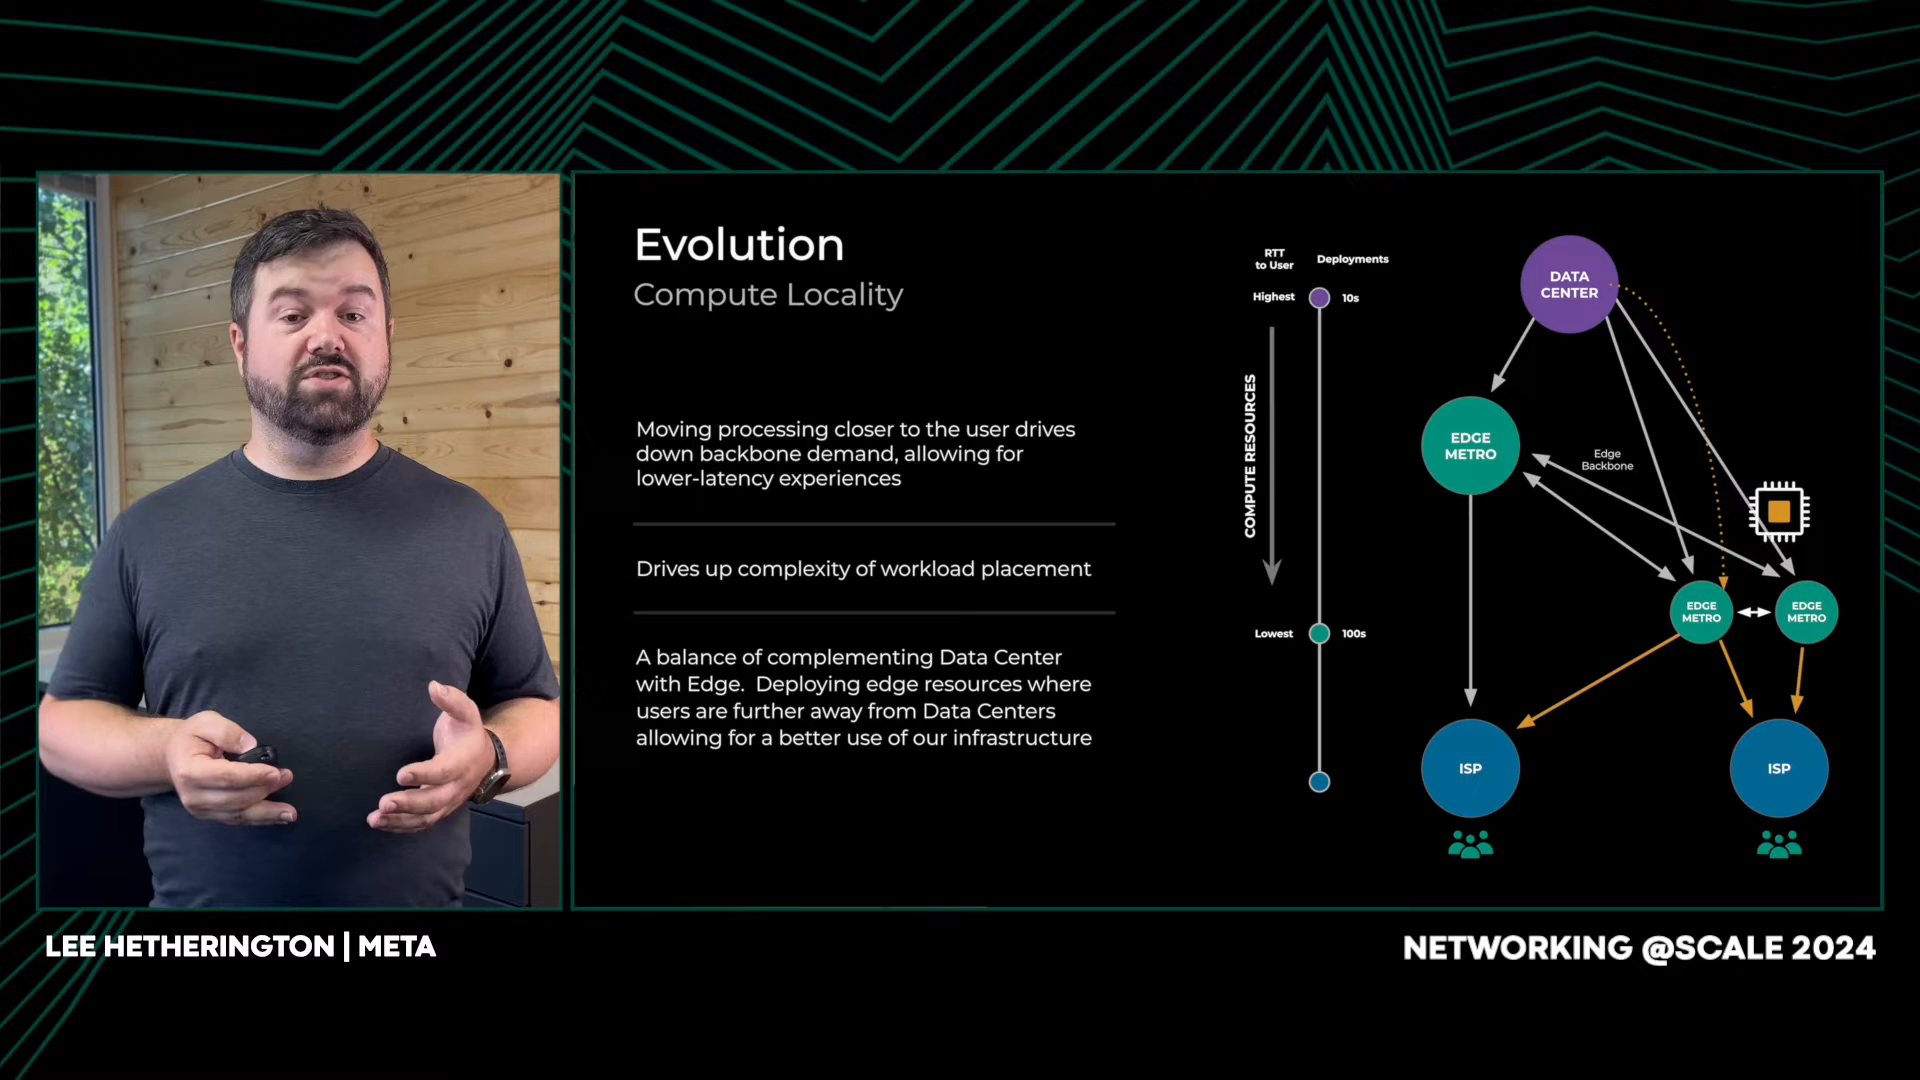 Evolution
Compute Locality
Moving processing closer to the user drives
down backbone demand, allowing for
lower-latency experiences
Drives up complexity of workload placement
A balance of complementing Data Center
with Edge.  Deploying edge resources where
users are further away from Data Centers
allowing for a better use of our infrastructure
RTT
to User
Deployments
Highest
10s
COMPUTE RESOURCES
Lowest
100s
DATA
CENTER
EDGE
METRO
Edge
Backbone
EDGE
METRO
EDGE
METRO
ISP
ISP
LEE HETHERINGTON | META
NETWORKING @SCALE 2024